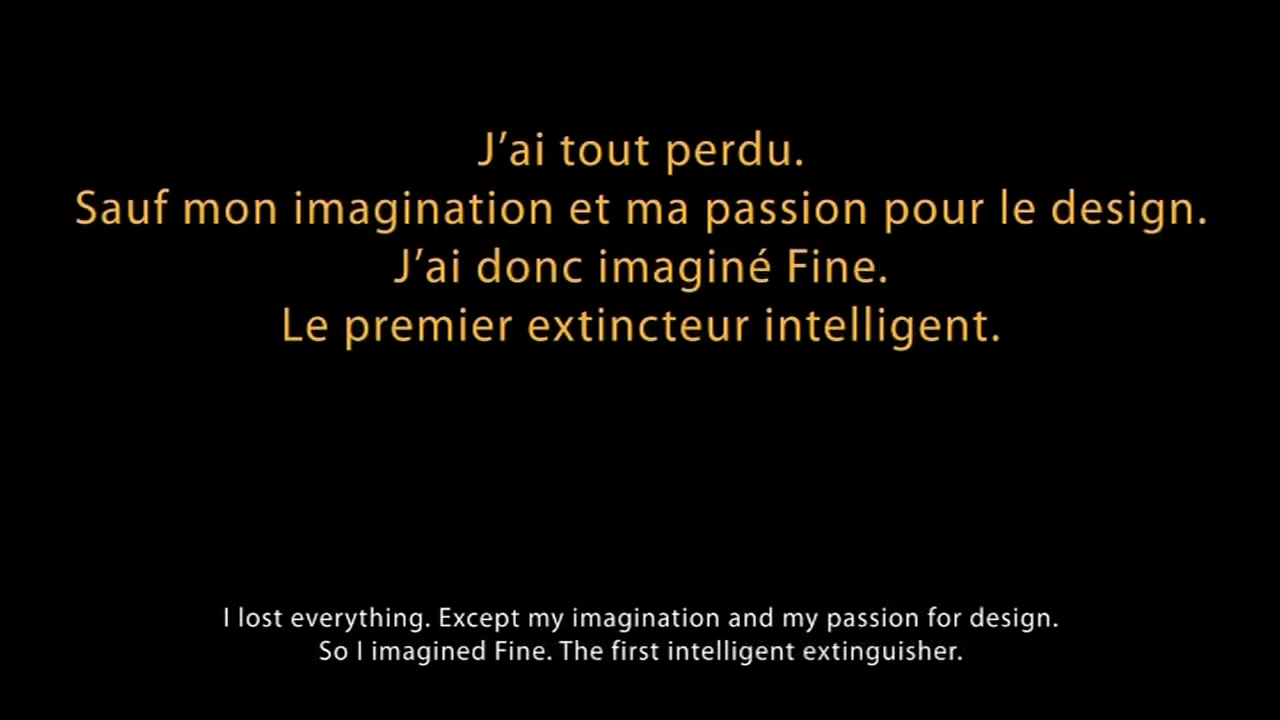 J’ai tout perdu.
Sauf mon imagination et ma passion pour le design.
J’ai donc imaginé Fine.
Le premier extincteur intelligent.
I lost everything. Except my imagination and my passion for design.
So I imagined Fine. The first intelligent extinguisher.